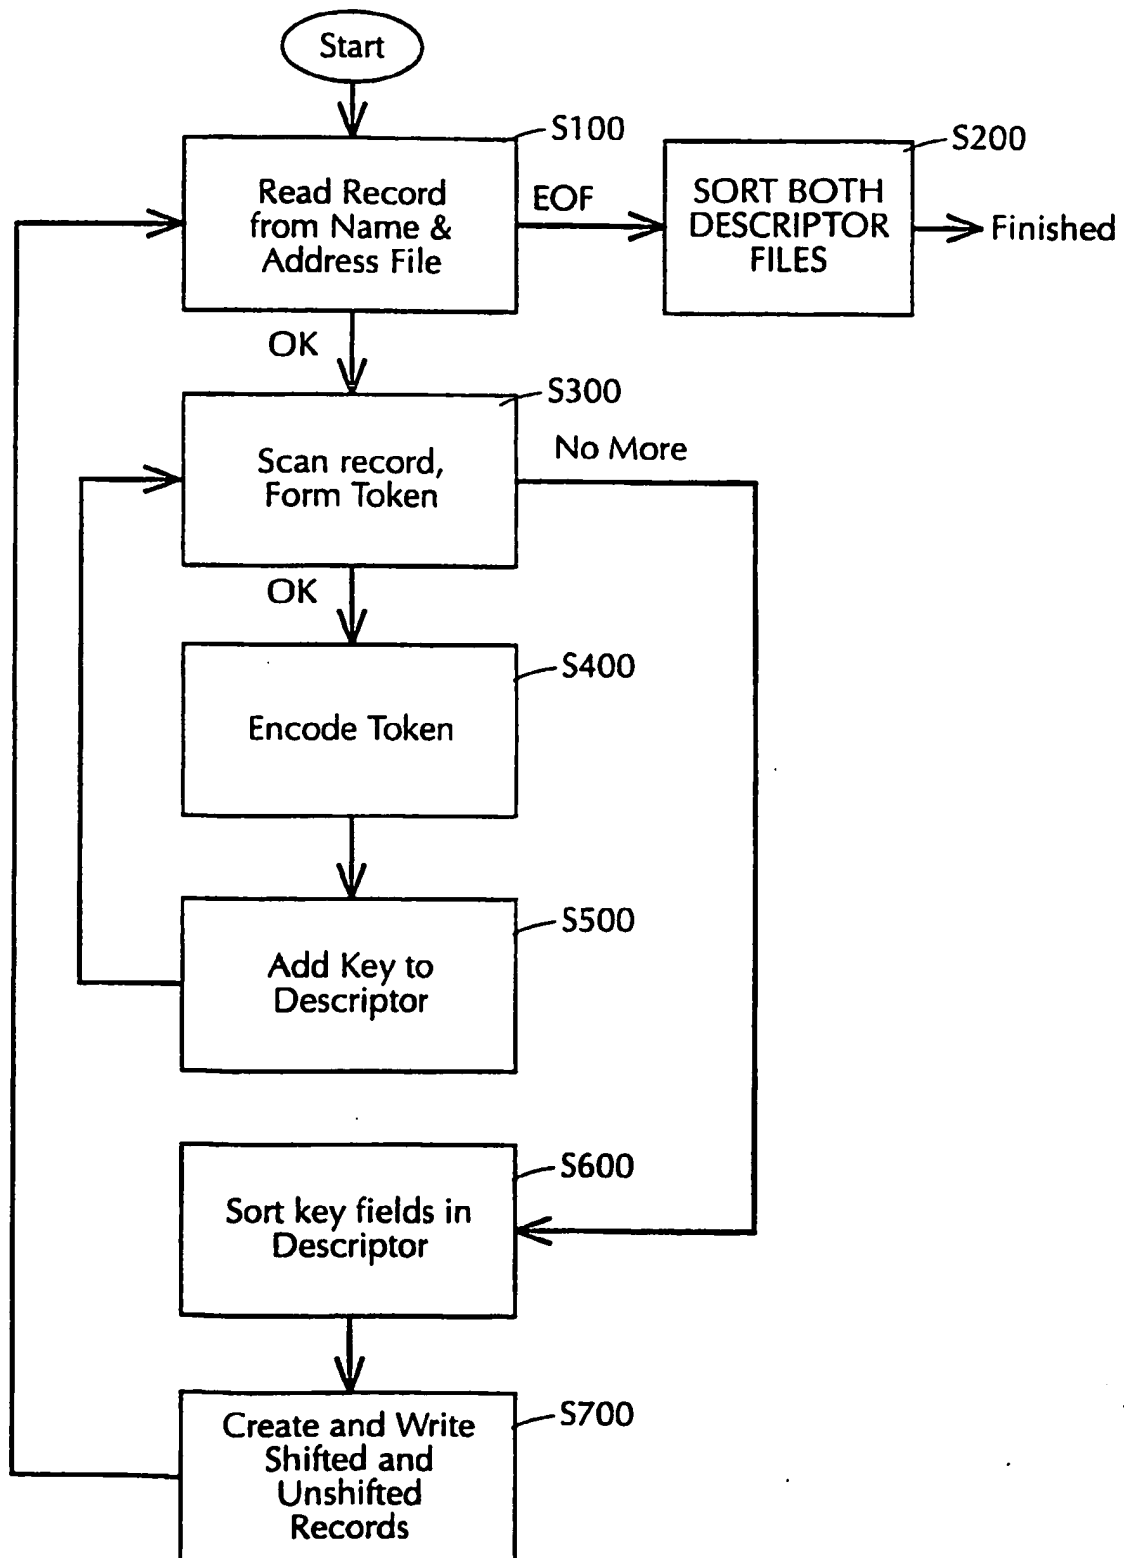 Start
S100
Read Record
from Name &
Address File
EOF
S200
SORT BOTH
DESCRIPTOR
FILES
Finished
OK
S300
Scan record,
Form Token
No More
OK
S400
Encode Token
S500
Add Key to
Descriptor
S600
Sort key fields in
Descriptor
S700
Create and Write
Shifted and
Unshifted
Records